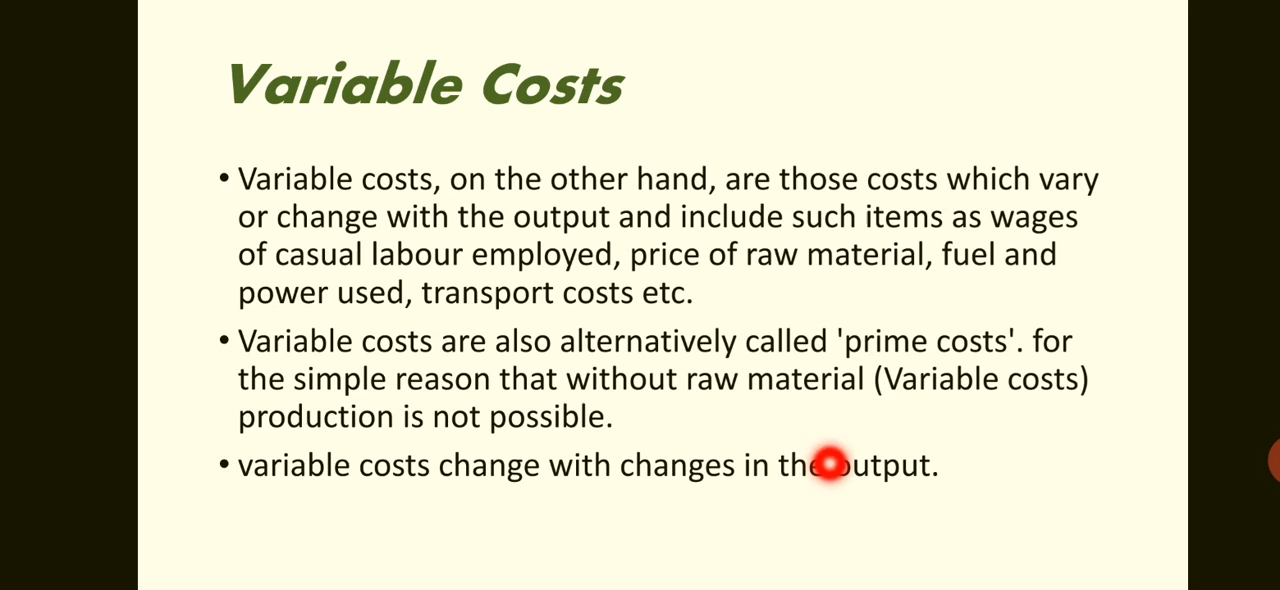 Variable Costs
• Variable costs, on the other hand, are those costs which vary
or change with the output and include such items as wages
of casual labour employed, price of raw material, fuel and
power used, transport costs etc.
• Variable costs are also alternatively called 'prime costs'. for
the simple reason that without raw material (Variable costs)
production is not possible.
• variable costs change with changes in the output.